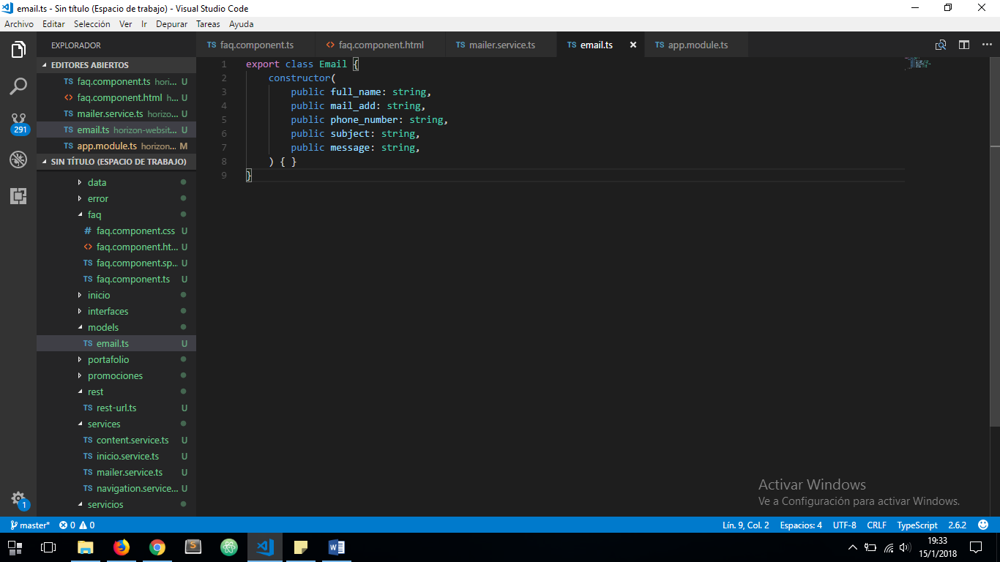 email.ts - Sin título (Espacio de trabajo) - Visual Studio Code
Archivo Editar Selección Ver Ir Depurar Tareas Ayuda
EXPLORADOR
EDITORES ABIERTOS
TS faq.component.ts hori... U
<> faq.component.html h... U
TS mailer.service.ts horizo... U
TS email.ts horizon-websit... U
TS app.module.ts horizon... M
SIN TÍTULO (ESPACIO DE TRABAJO)
data
error
faq
# faq.component.css U
<> faq.component.ht... U
TS faq.component.sp... U
TS faq.component.ts U
inicio
interfaces
models
TS email.ts U
portafolio
promociones
rest
TS rest-url.ts U
services
TS content.service.ts U
TS inicio.service.ts U
TS mailer.service.ts U
TS navigation.service... U
servicios
291
1
TS faq.component.ts <> faq.component.html TS mailer.service.ts TS email.ts TS app.module.ts
1 export class Email {
2 constructor(
3 public full_name: string,
4 public mail_add: string,
5 public phone_number: string,
6 public subject: string,
7 public message: string,
8 ) { }
9 }
Activar Windows
Ve a Configuración para activar Windows.
master* 0 0 Lín. 9, Col. 2 Espacios: 4 UTF-8 CRLF TypeScript 2.6.2
19:33
15/1/2018